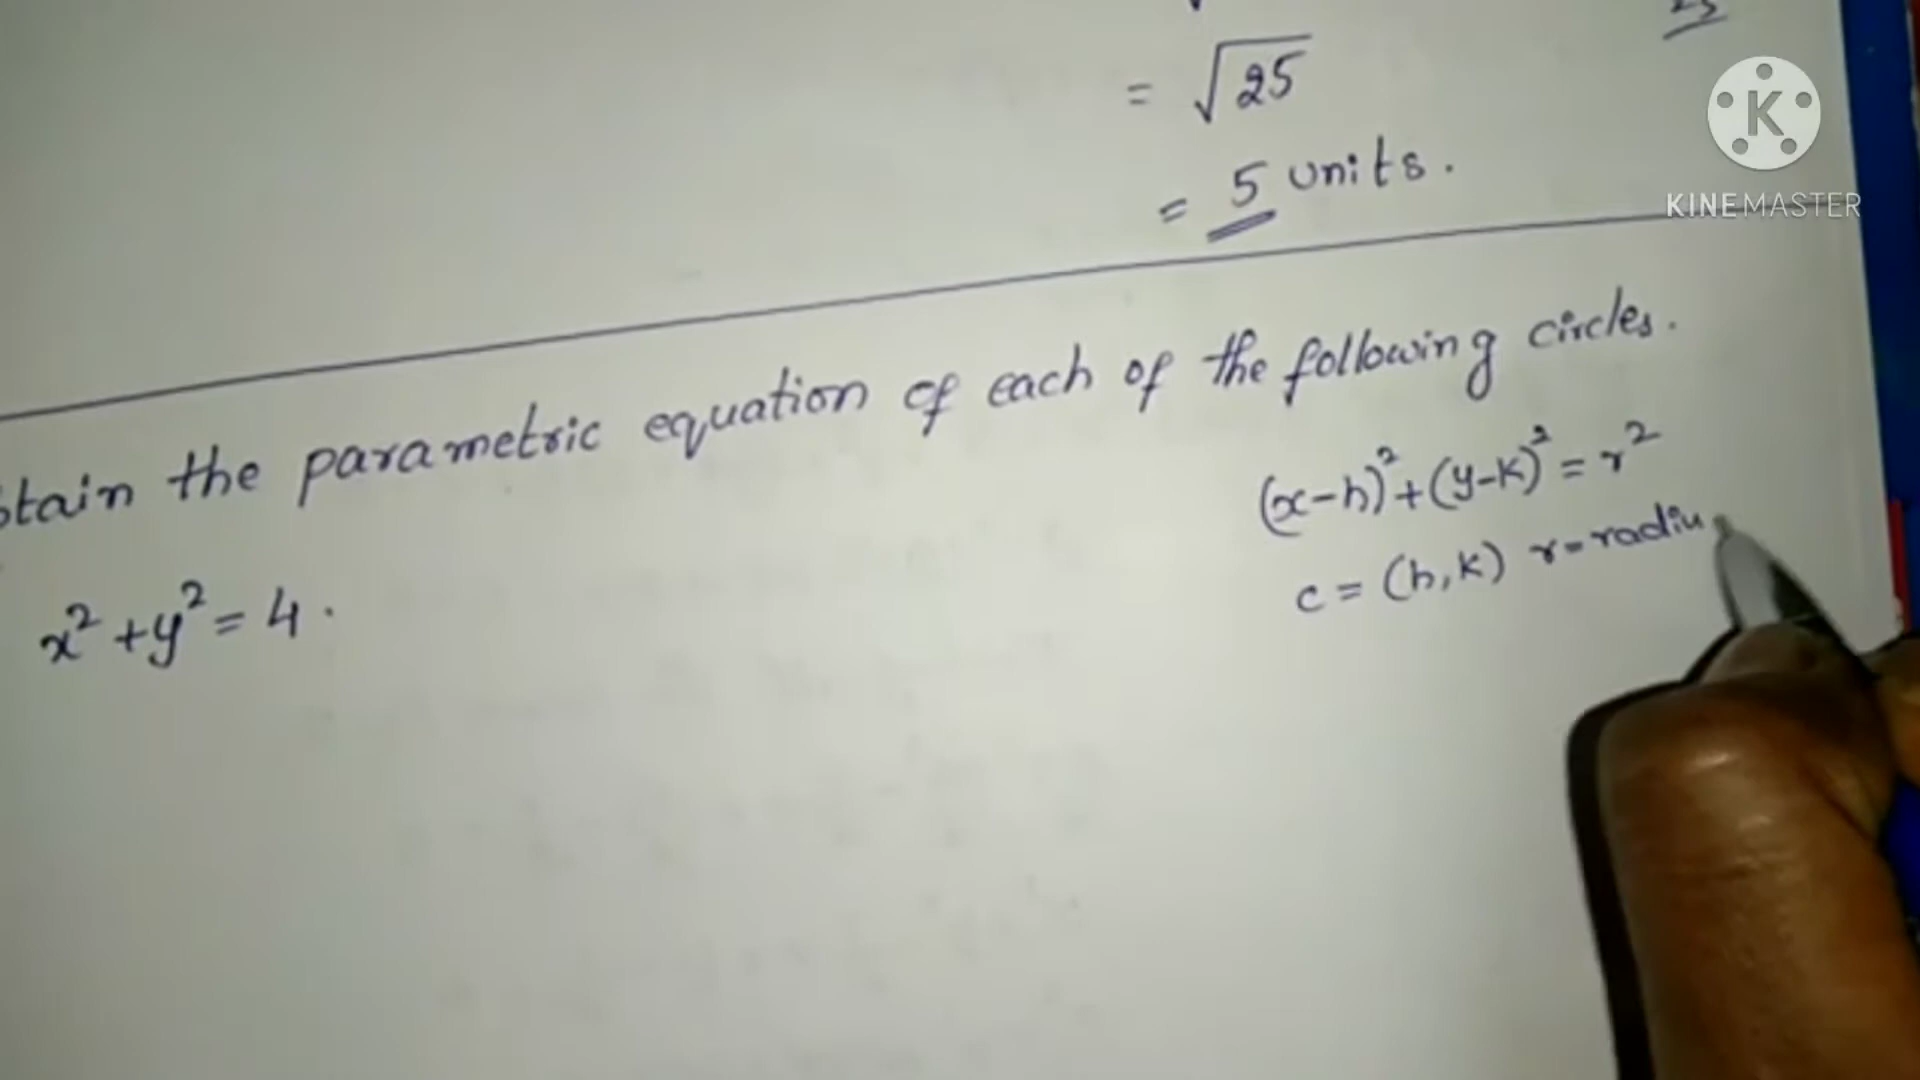 = √25
= 5 units.
KINEMASTER
tain the parametric equation of each of the following circles.
x² + y² = 4.
(x-h)² + (y-k)² = r²
c = (h, k) r = radiu